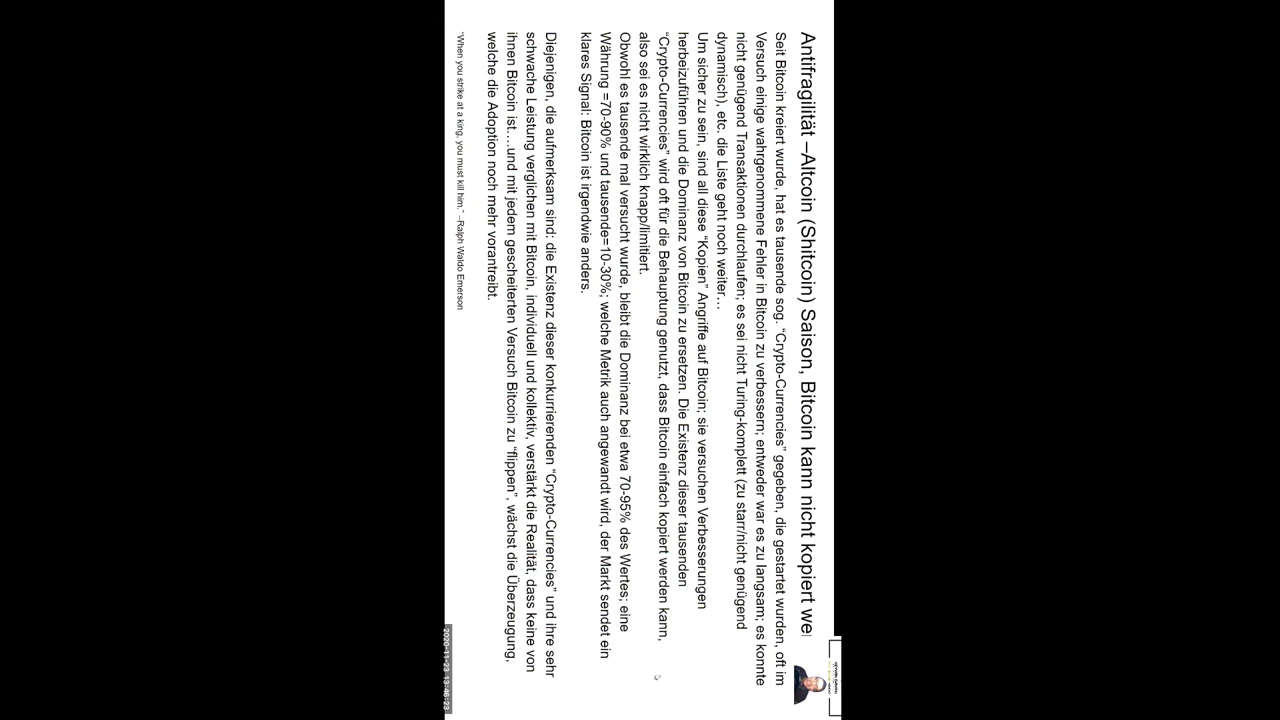 Antifragilität –Altcoin (Shitcoin) Saison, Bitcoin kann nicht kopiert we
Seit Bitcoin kreiert wurde, hat es tausende sog. "Crypto-Currencies" gegeben, die gestartet wurden, oft im
Versuch einige wahrgenommene Fehler in Bitcoin zu verbessern; entweder war es zu langsam; es konnte
nicht genügend Transaktionen durchlaufen; es sei nicht Turing-komplett (zu starr/nicht genügend
dynamisch), etc. die Liste geht noch weiter…
Um sicher zu sein, sind all diese “Kopien” Angriffe auf Bitcoin; sie versuchen Verbesserungen
herbeizuführen und die Dominanz von Bitcoin zu ersetzen. Die Existenz dieser tausenden
“Crypto-Currencies” wird oft für die Behauptung genutzt, dass Bitcoin einfach kopiert werden kann,
also sei es nicht wirklich knapp/limitiert.
Obwohl es tausende mal versucht wurde, bleibt die Dominanz bei etwa 70-95% des Wertes; eine
Währung =70-90% und tausende=10-30%; welche Metrik auch angewandt wird, der Markt sendet ein
klares Signal: Bitcoin ist irgendwie anders.
Diejenigen, die aufmerksam sind: die Existenz dieser konkurrierenden “Crypto-Currencies” und ihre sehr
schwache Leistung verglichen mit Bitcoin, individuell und kollektiv, verstärkt die Realität, dass keine von
ihnen Bitcoin ist….und mit jedem gescheiterten Versuch Bitcoin zu “flippen”, wächst die Überzeugung,
welche die Adoption noch mehr vorantreibt.
“When you strike at a king, you must kill him.” –Ralph Waldo Emerson
2020-11-23 13:46:23